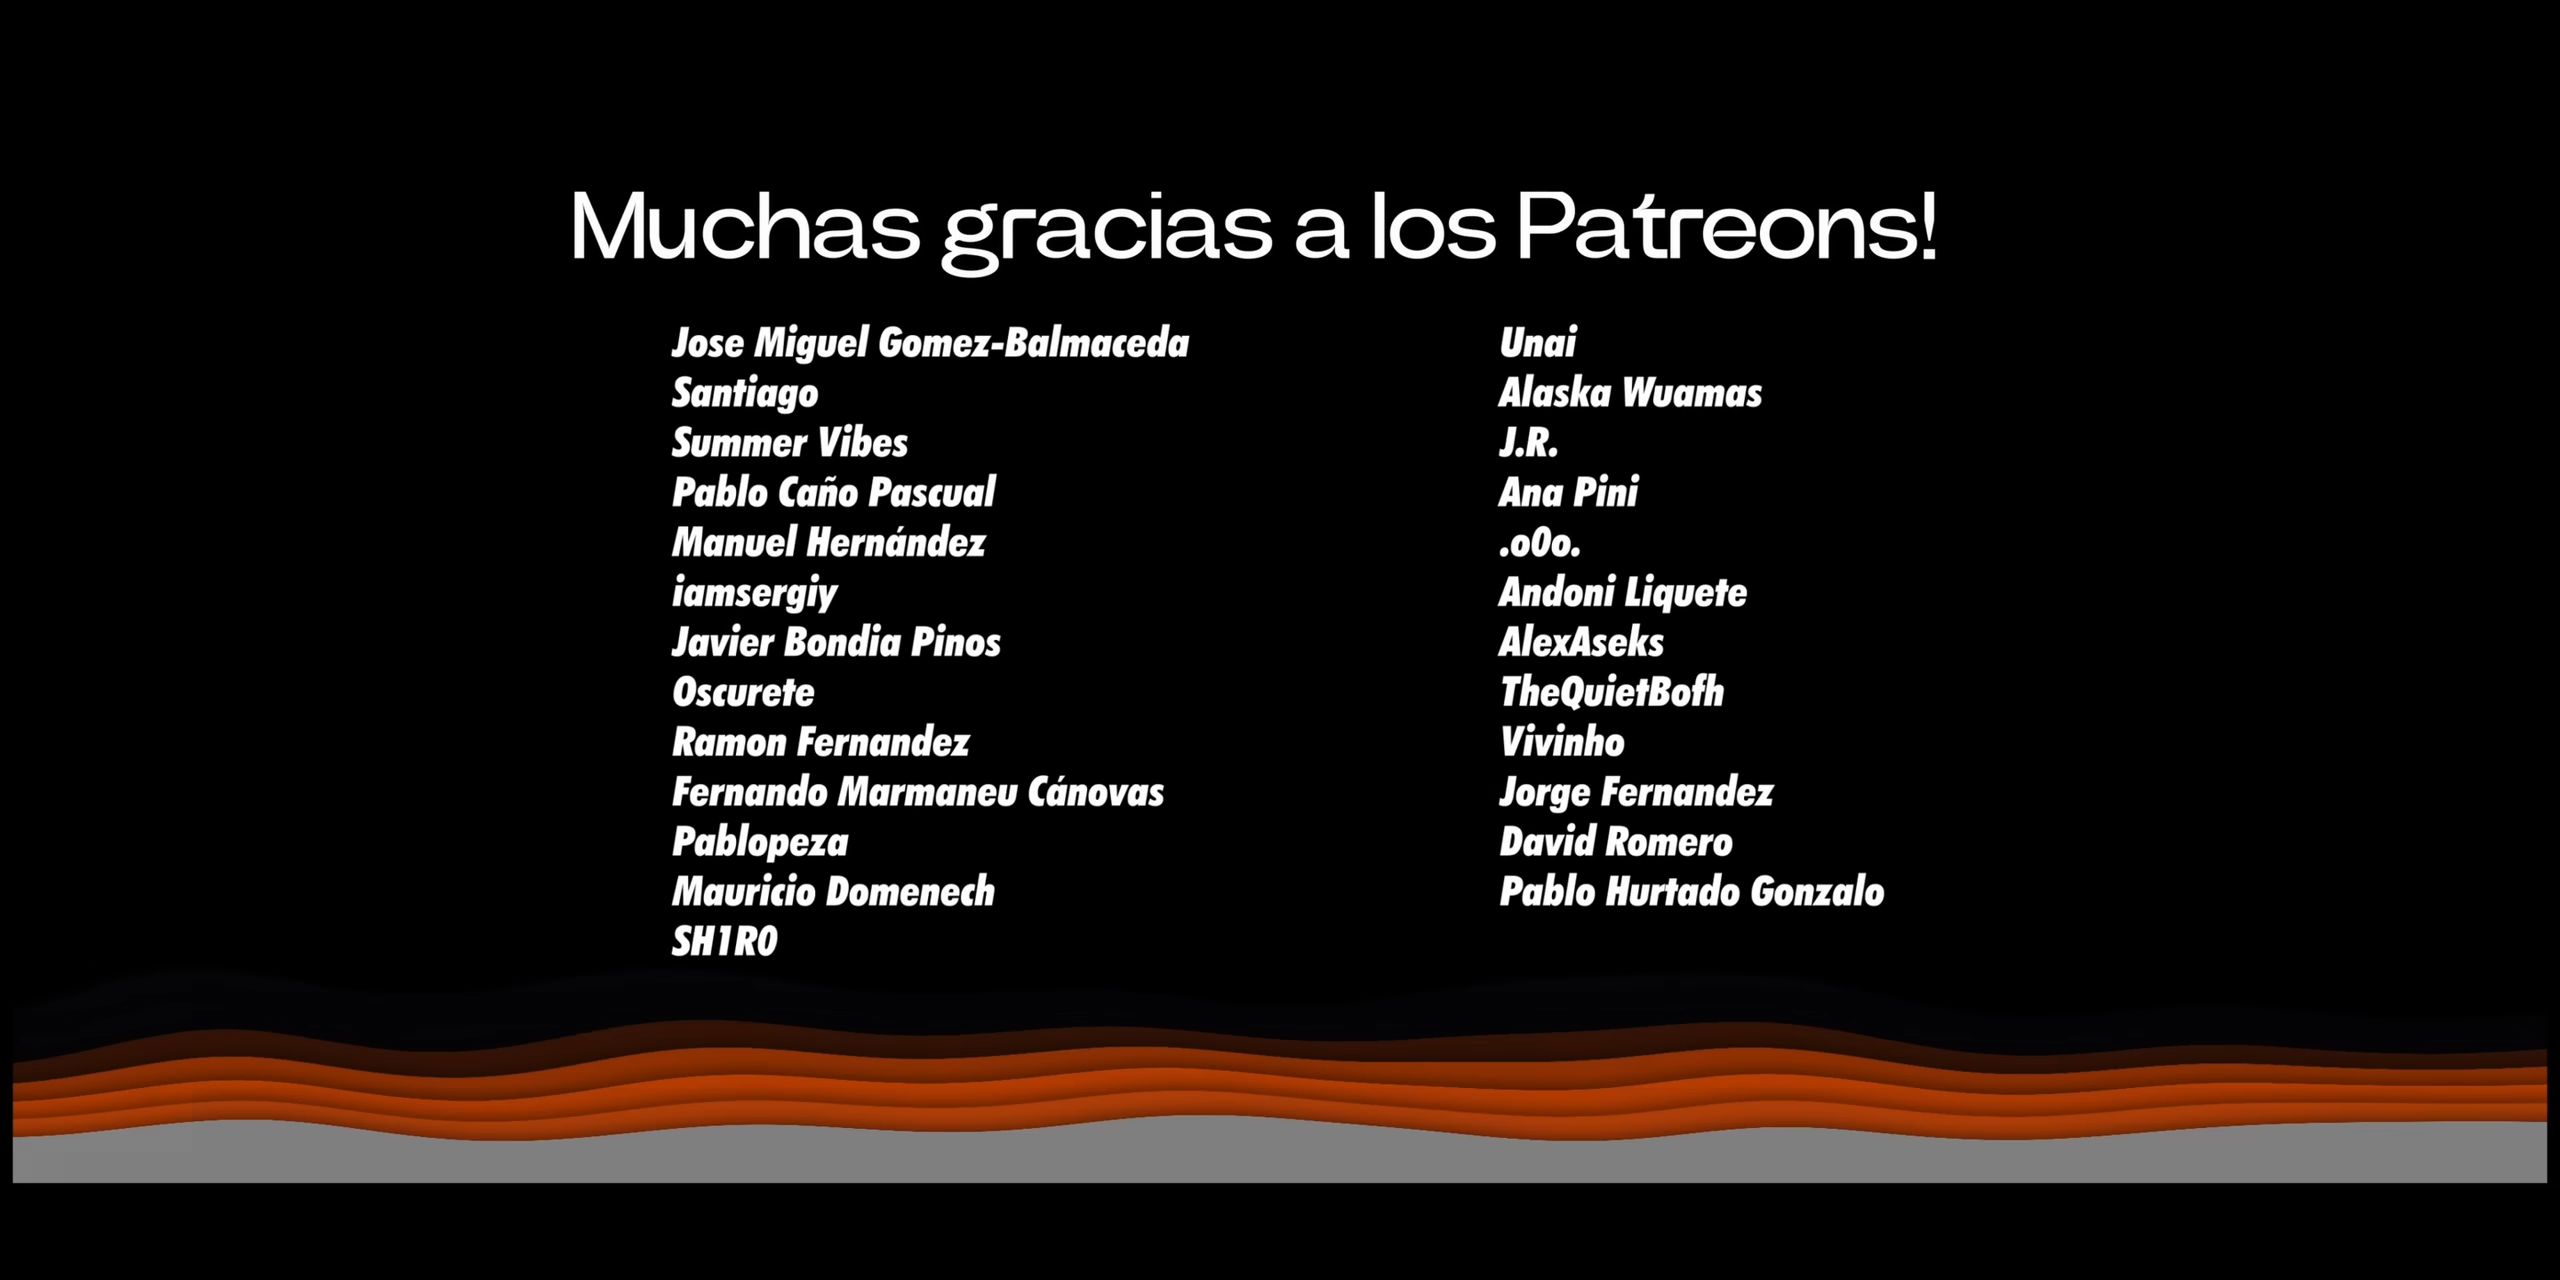 Muchas gracias a los Patreons!
Jose Miguel Gomez-Balmaceda
Santiago
Summer Vibes
Pablo Caño Pascual
Manuel Hernández
iamsergiy
Javier Bondia Pinos
Oscurete
Ramon Fernandez
Fernando Marmaneu Cánovas
Pablopeza
Mauricio Domenech
SH1R0
Unai
Alaska Wuamas
J.R.
Ana Pini
.o0o.
Andoni Liquete
AlexAseks
TheQuietBofh
Vivinho
Jorge Fernandez
David Romero
Pablo Hurtado Gonzalo